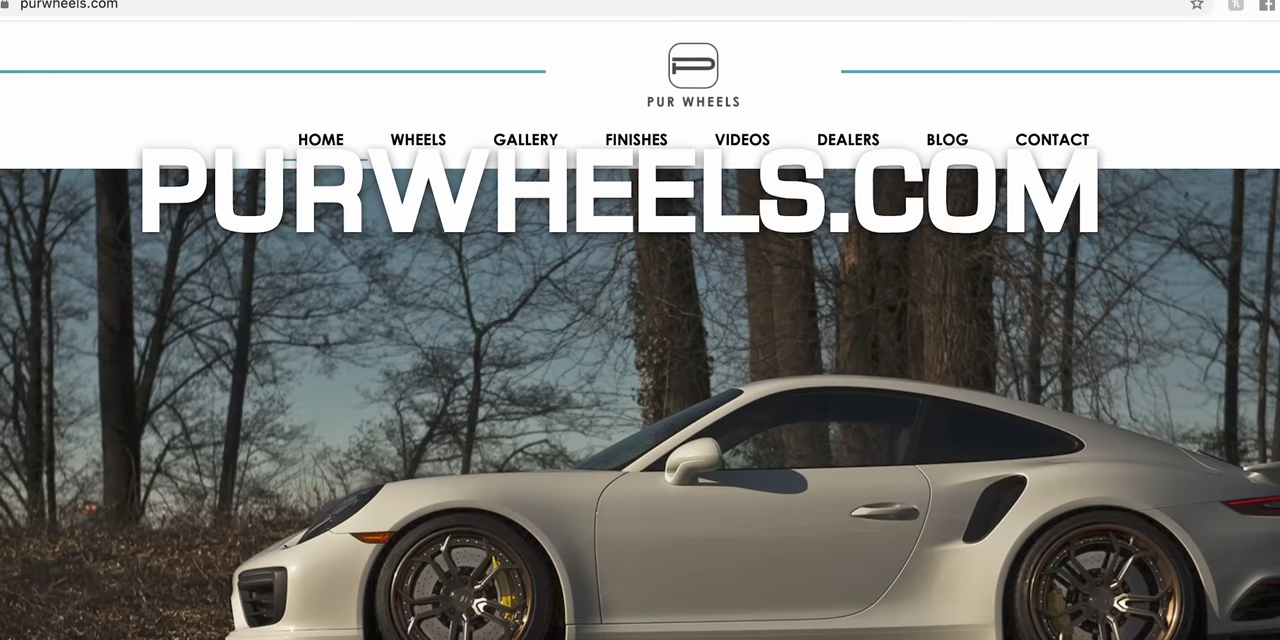 purwheels.com
PUR WHEELS
HOME WHEELS GALLERY FINISHES VIDEOS DEALERS BLOG CONTACT
PURWHEELS.COM